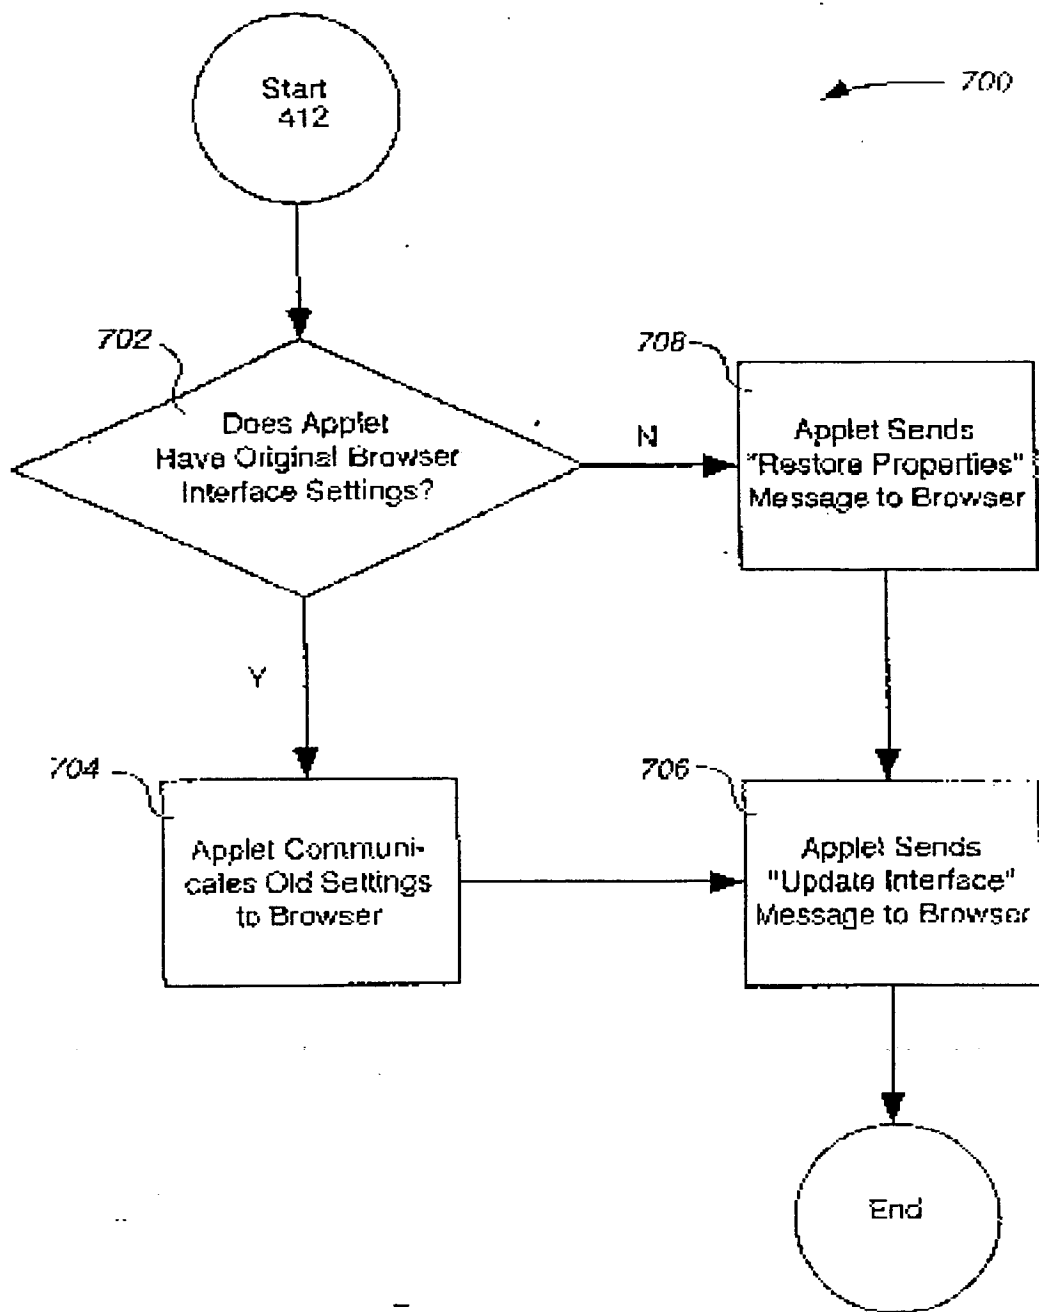 Start
412
700
702
Does Applet
Have Original Browser
Interface Settings?
N
708
Applet Sends
"Restore Properties"
Message to Browser
Y
704
Applet Communi-
cates Old Settings
to Browser
706
Applet Sends
"Update Interface"
Message to Browser
End